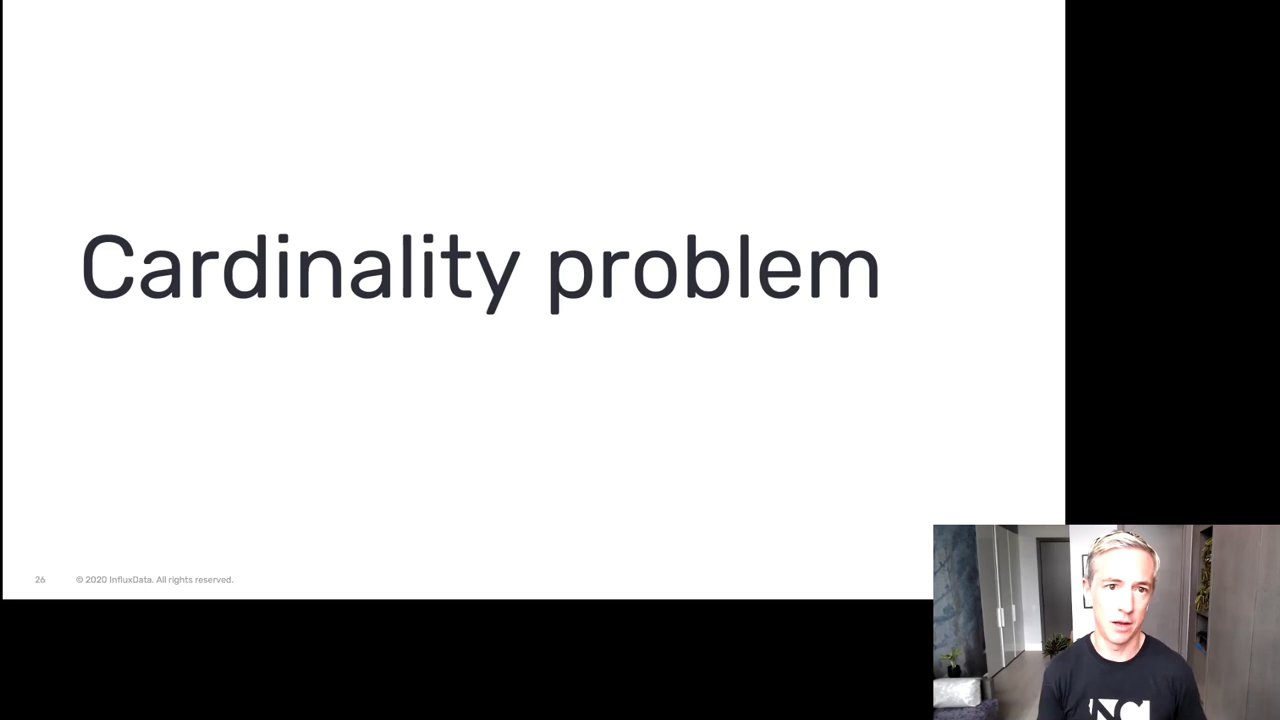 Cardinality problem
26 © 2020 InfluxData. All rights reserved.